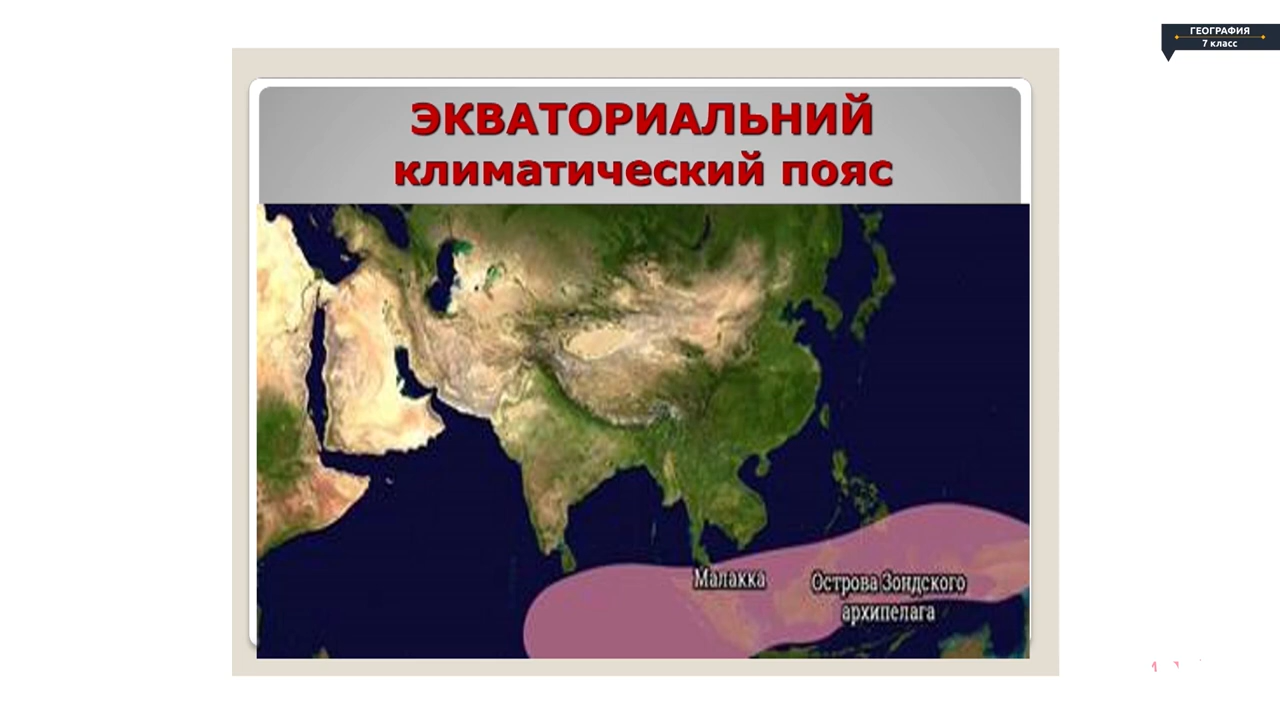 ГЕОГРАФИЯ
7 класс
ЭКВАТОРИАЛЬНИЙ
климатический пояс
Малакка
Острова Зондского
архипелага